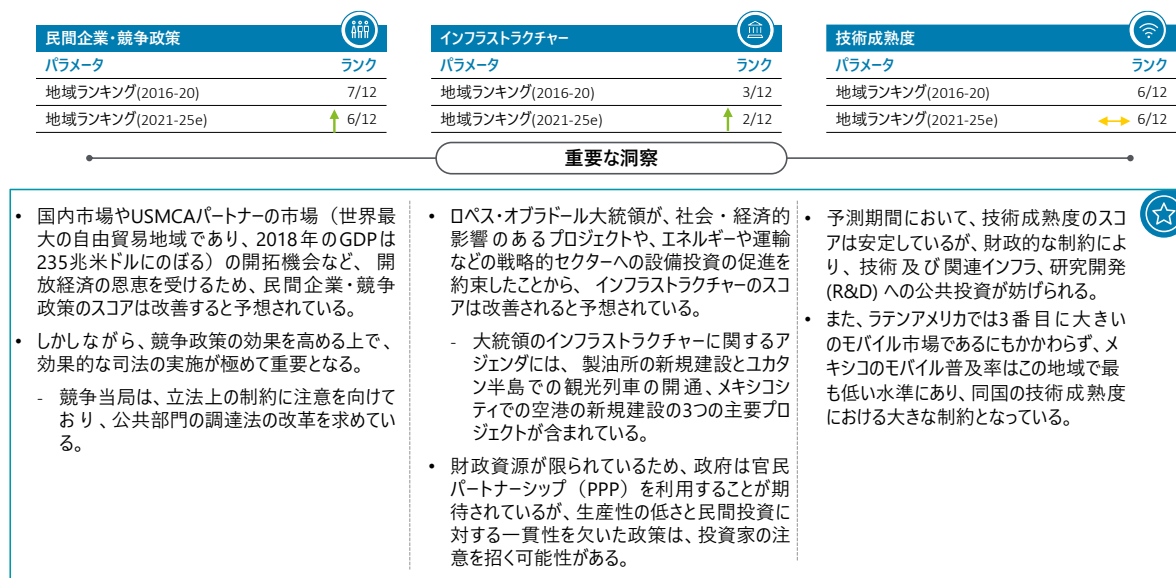 民間企業・競争政策
パラメータ ランク
地域ランキング(2016-20) 7/12
地域ランキング(2021-25e) 6/12
インフラストラクチャー
パラメータ ランク
地域ランキング(2016-20) 3/12
地域ランキング(2021-25e) 2/12
技術成熟度
パラメータ ランク
地域ランキング(2016-20) 6/12
地域ランキング(2021-25e) 6/12
重要な洞察
• 国内市場やUSMCAパートナーの市場（世界最
大の自由貿易地域であり、2018年のGDPは
235兆米ドルにのぼる）の開拓機会など、 開
放経済の恩恵を受けるため、民間企業・競争
政策のスコアは改善すると予想されている。
• しかしながら、競争政策の効果を高める上で、
効果的な司法の実施が極めて重要となる。
- 競争当局は、立法上の制約に注意を向けて
おり、公共部門の調達法の改革を求めてい
る。
• ロペス・オブラドール大統領が、社会・経済的
影響のあるプロジェクトや、エネルギーや運輸
などの戦略的セクターへの設備投資の促進を
約束したことから、 インフラストラクチャーのスコ
アは改善されると予想されている。
- 大統領のインフラストラクチャーに関するア
ジェンダには、 製油所の新規建設とユカタ
ン半島での観光列車の開通、メキシコシ
ティでの空港の新規建設の3つの主要プロ
ジェクトが含まれている。
• 財政資源が限られているため、政府は官民
パートナーシップ（PPP）を利用することが期
待されているが、生産性の低さと民間投資に
対する一貫性を欠いた政策は、投資家の注
意を招く可能性がある。
• 予測期間において、技術成熟度のスコ
アは安定しているが、財政的な制約によ
り、技術及び関連インフラ、研究開発
(R&D) への公共投資が妨げられる。
• また、ラテンアメリカでは3番目に大きい
のモバイル市場であるにもかかわらず、メ
キシコのモバイル普及率はこの地域で最
も低い水準にあり、同国の技術成熟度
における大きな制約となっている。